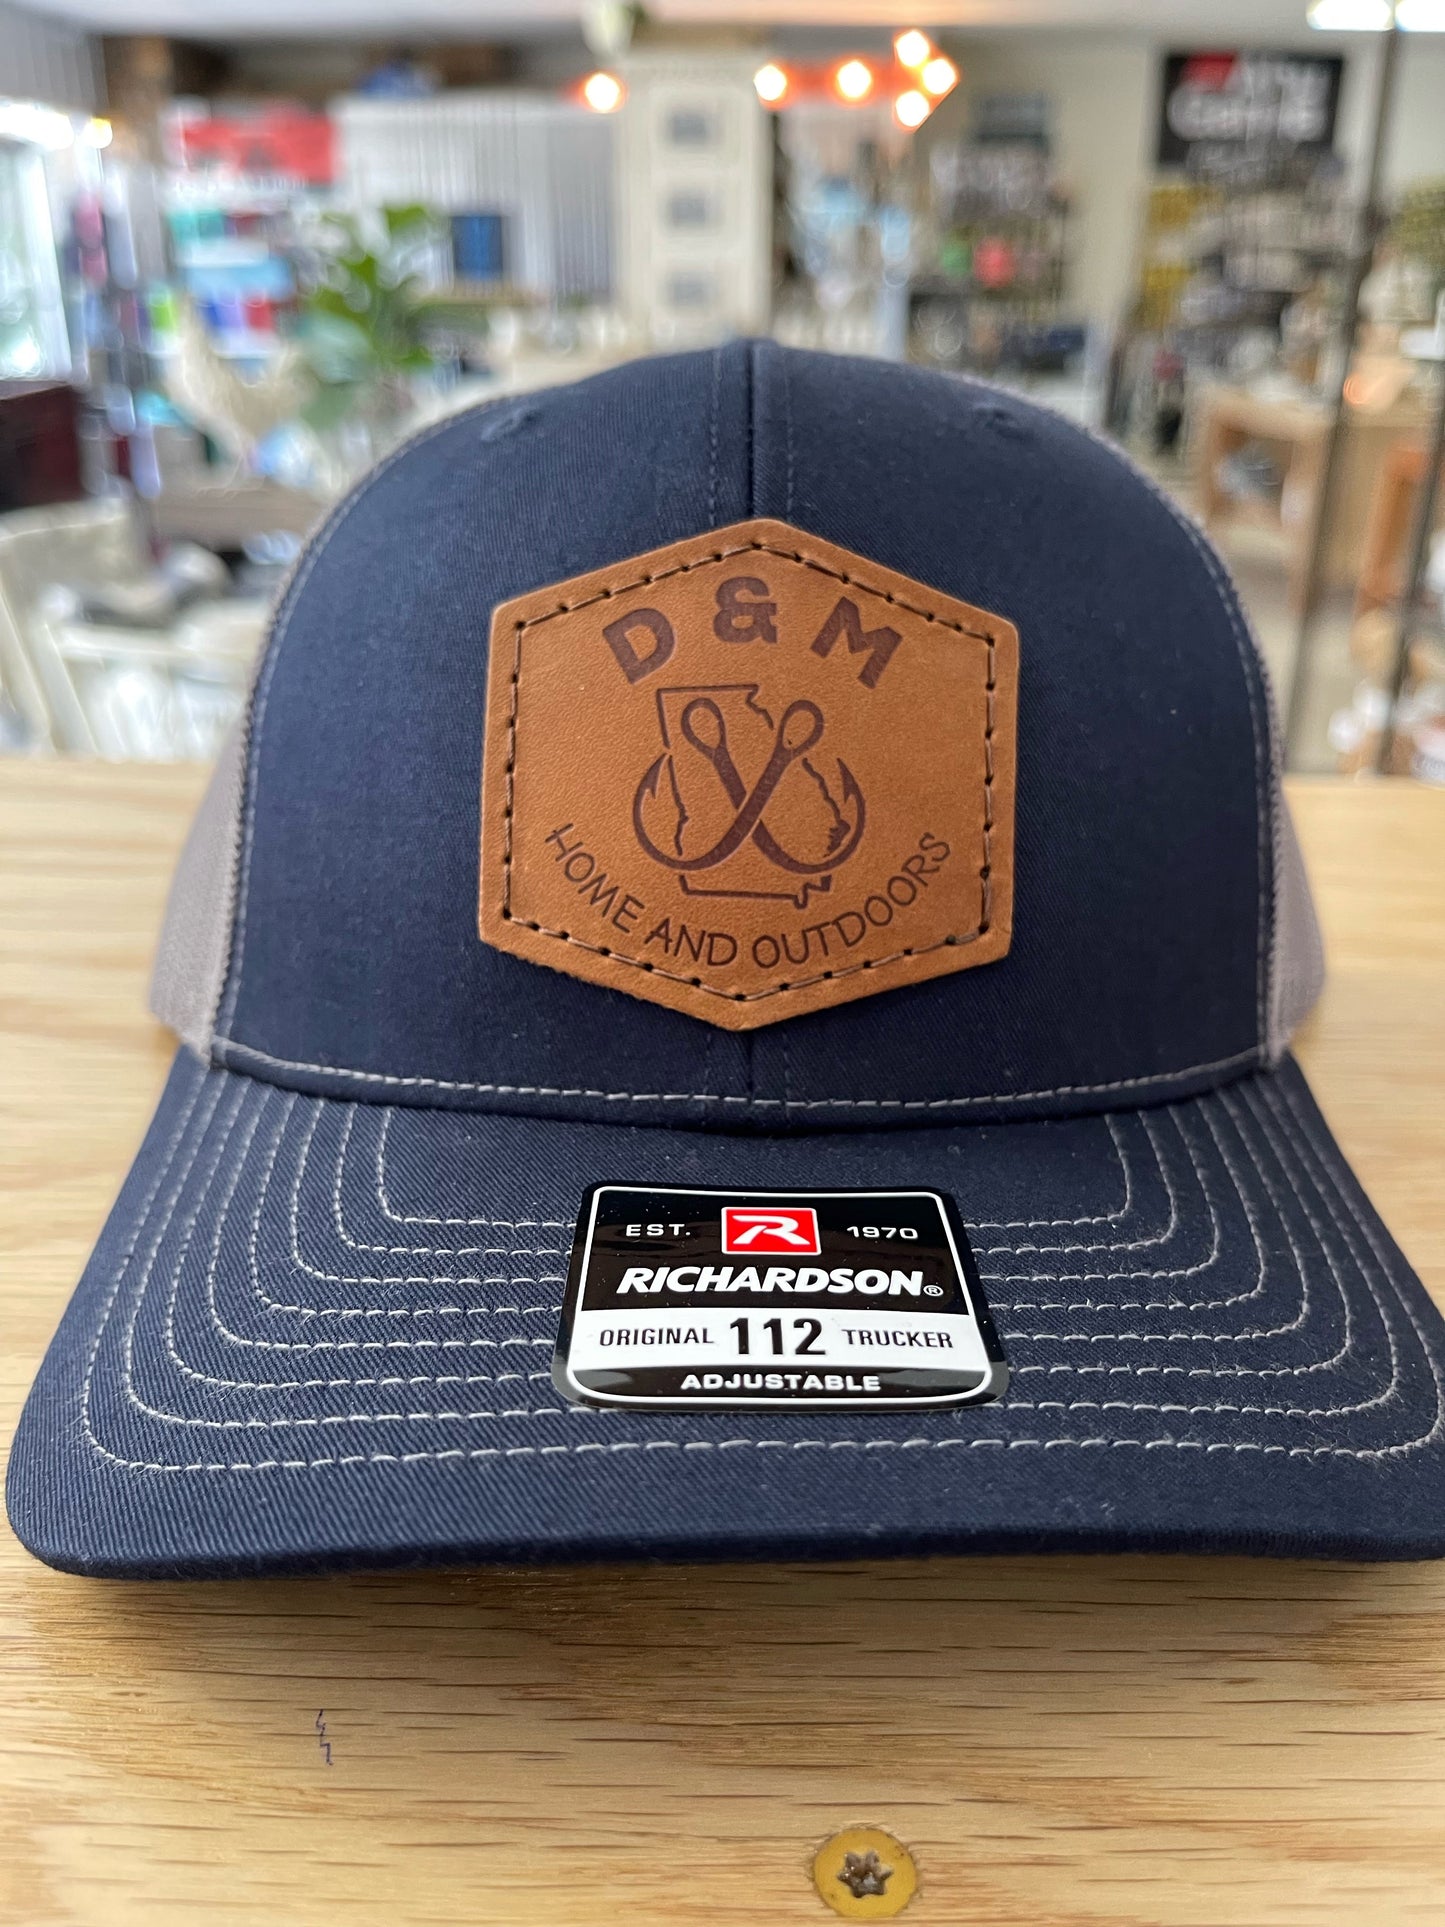 D & M
HOME AND OUTDOORS
EST. R 1970
RICHARDSON®
ORIGINAL 112 TRUCKER
ADJUSTABLE